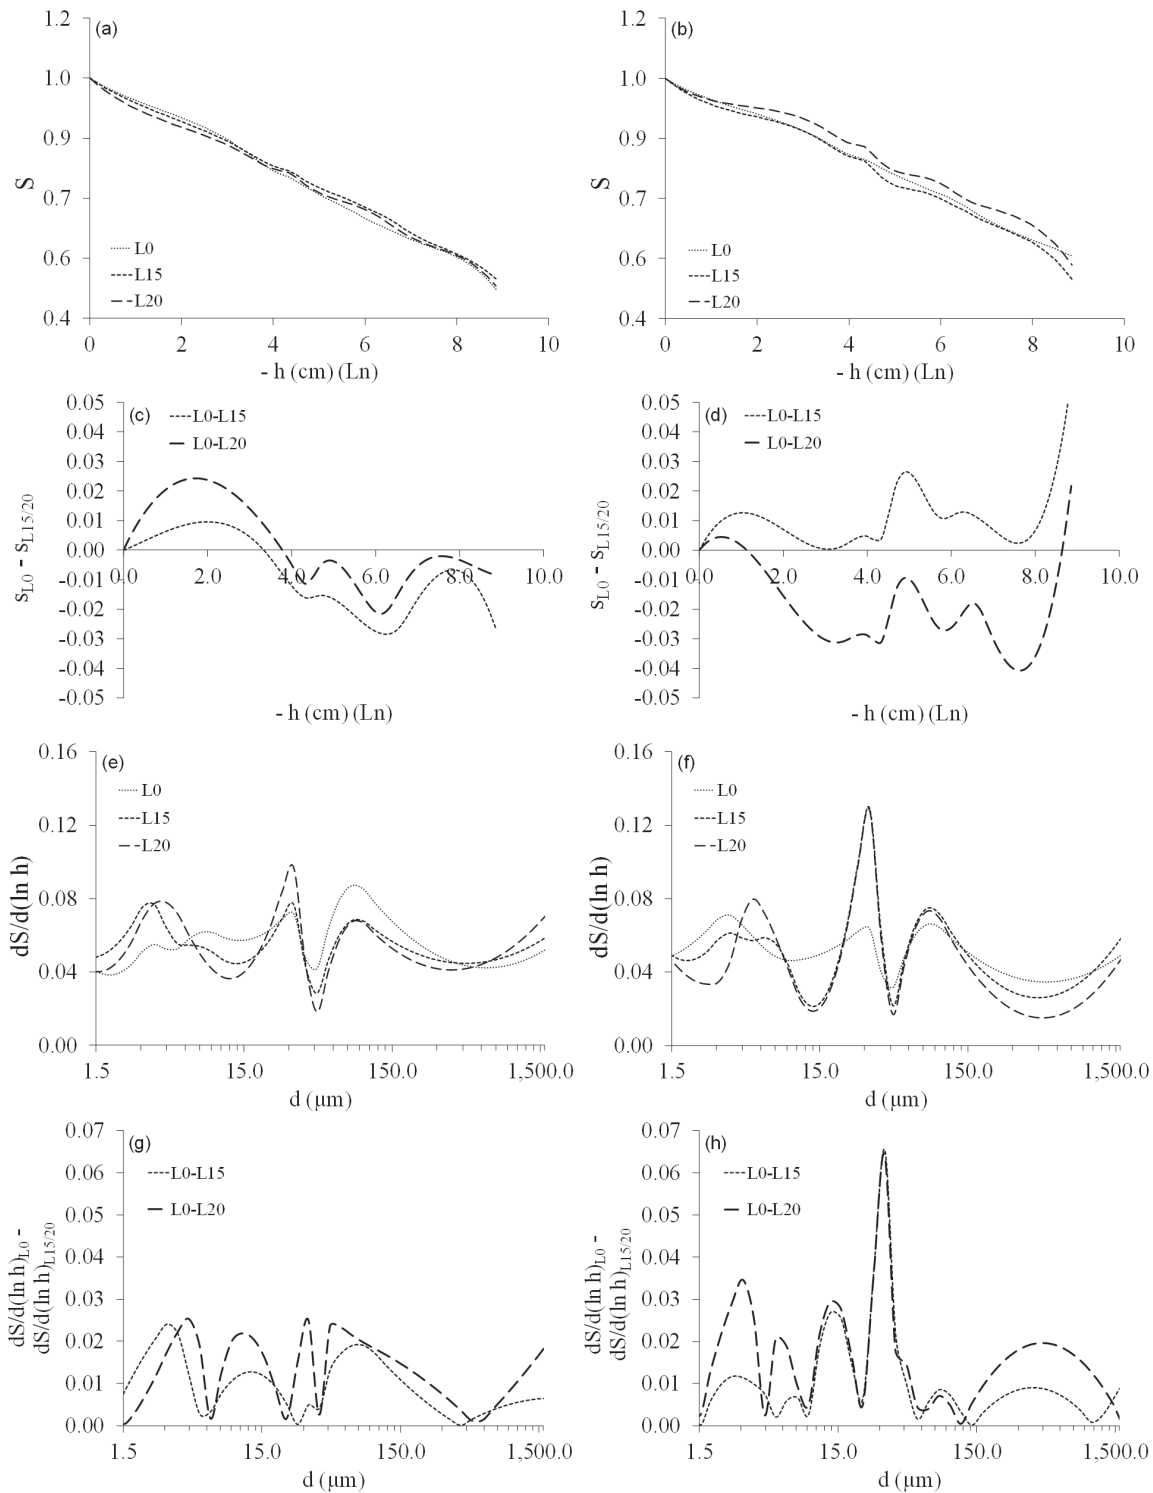 (a)
1.2
1.0
0.9
0.7
0.6
0.4
S
L0
L15
L20
0 2 4 6 8 10
- h (cm) (Ln)
(b)
1.2
1.0
0.9
0.7
0.6
0.4
S
L0
L15
L20
0 2 4 6 8 10
- h (cm) (Ln)
(c)
0.05
0.04
0.03
0.02
0.01
0.00
-0.01
-0.02
-0.03
-0.04
-0.05
sL0 - sL15/20
L0-L15
L0-L20
0.0 2.0 4.0 6.0 8.0 10.0
- h (cm) (Ln)
(d)
0.05
0.04
0.03
0.02
0.01
0.00
-0.01
-0.02
-0.03
-0.04
-0.05
sL0 - sL15/20
L0-L15
L0-L20
0.0 2.0 4.0 6.0 8.0 10.0
- h (cm) (Ln)
(e)
0.16
0.12
0.08
0.04
0.00
dS/d(ln h)
L0
L15
L20
1.5 15.0 150.0 1,500.0
d (μm)
(f)
0.16
0.12
0.08
0.04
0.00
dS/d(ln h)
L0
L15
L20
1.5 15.0 150.0 1,500.0
d (μm)
(g)
0.07
0.06
0.05
0.04
0.03
0.02
0.01
0.00
dS/d(ln h)L0 -
dS/d(ln h)L15/20
L0-L15
L0-L20
1.5 15.0 150.0 1,500.0
d (μm)
(h)
0.07
0.06
0.05
0.04
0.03
0.02
0.01
0.00
dS/d(ln h)L0 -
dS/d(ln h)L15/20
L0-L15
L0-L20
1.5 15.0 150.0 1,500.0
d (μm)